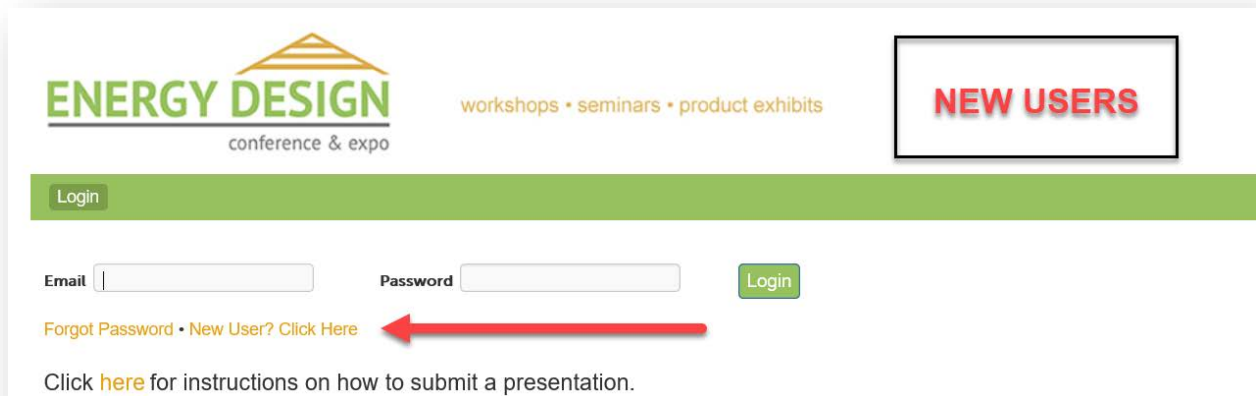 ENERGY DESIGN
conference & expo
workshops • seminars • product exhibits
NEW USERS
Login
Email Password Login
Forgot Password • New User? Click Here
Click here for instructions on how to submit a presentation.